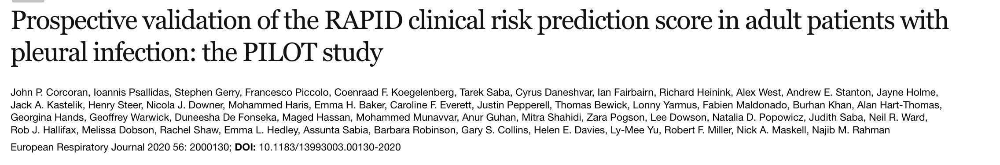 Prospective validation of the RAPID clinical risk prediction score in adult patients with
pleural infection: the PILOT study
John P. Corcoran, Ioannis Psallidas, Stephen Gerry, Francesco Piccolo, Coenraad F. Koegelenberg, Tarek Saba, Cyrus Daneshvar, Ian Fairbairn, Richard Heinink, Alex West, Andrew E. Stanton, Jayne Holme,
Jack A. Kastelik, Henry Steer, Nicola J. Downer, Mohammed Haris, Emma H. Baker, Caroline F. Everett, Justin Pepperell, Thomas Bewick, Lonny Yarmus, Fabien Maldonado, Burhan Khan, Alan Hart-Thomas,
Georgina Hands, Geoffrey Warwick, Duneesha De Fonseka, Maged Hassan, Mohammed Munavvar, Anur Guhan, Mitra Shahidi, Zara Pogson, Lee Dowson, Natalia D. Popowicz, Judith Saba, Neil R. Ward,
Rob J. Hallifax, Melissa Dobson, Rachel Shaw, Emma L. Hedley, Assunta Sabia, Barbara Robinson, Gary S. Collins, Helen E. Davies, Ly-Mee Yu, Robert F. Miller, Nick A. Maskell, Najib M. Rahman
European Respiratory Journal 2020 56: 2000130; DOI: 10.1183/13993003.00130-2020